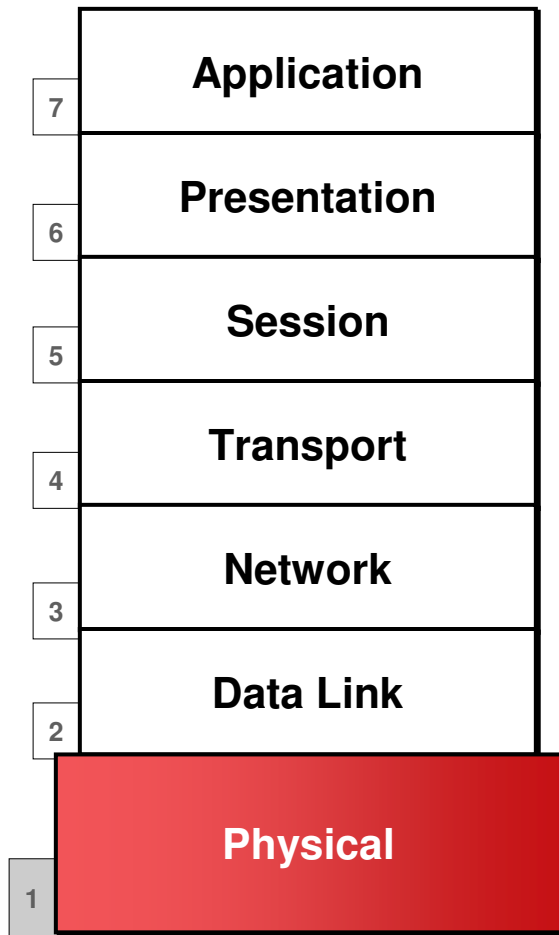 Application
7
Presentation
6
Session
5
Transport
4
Network
3
Data Link
2
Physical
1